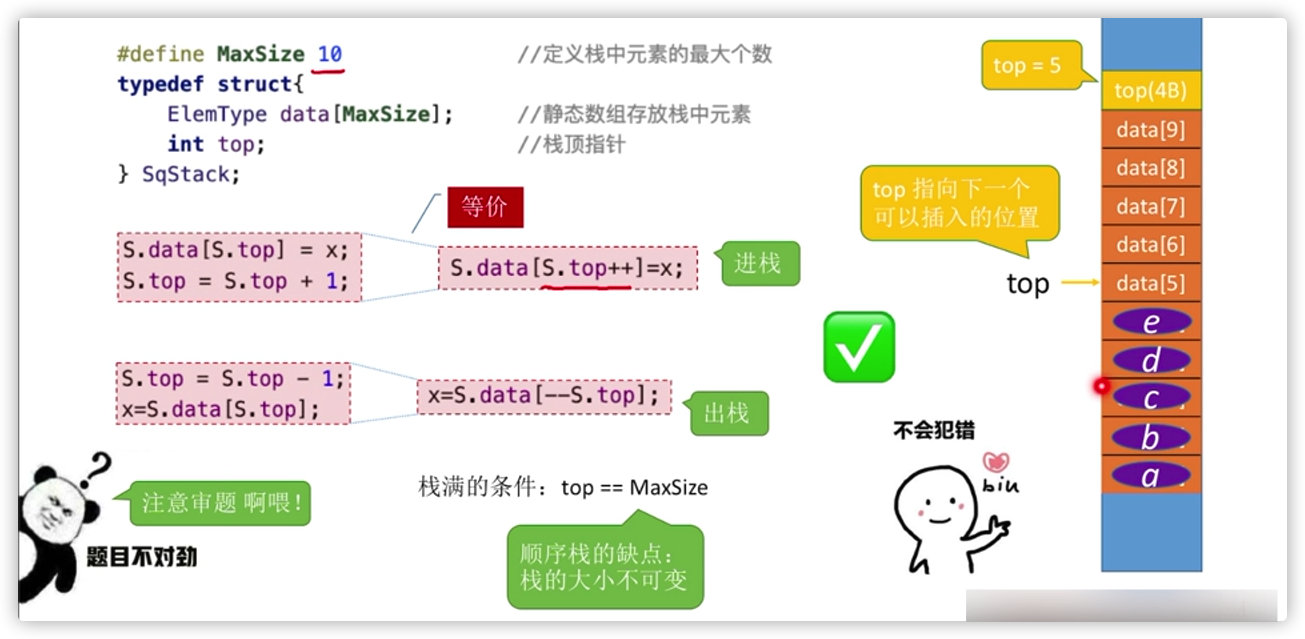 #define MaxSize 10 //定义栈中元素的最大个数
typedef struct{
ElemType data[MaxSize]; //静态数组存放栈中元素
int top; //栈顶指针
} SqStack;
等价
S.data[S.top] = x;
S.top = S.top + 1;
S.data[S.top++]=x;
进栈
S.top = S.top - 1;
x=S.data[S.top];
x=S.data[--S.top];
出栈
注意审题 啊喂！
题目不对劲
栈满的条件：top == MaxSize
顺序栈的缺点：
栈的大小不可变
不会犯错
biu
top = 5
top 指向下一个
可以插入的位置
top
top(4B)
data[9]
data[8]
data[7]
data[6]
data[5]
e
d
c
b
a